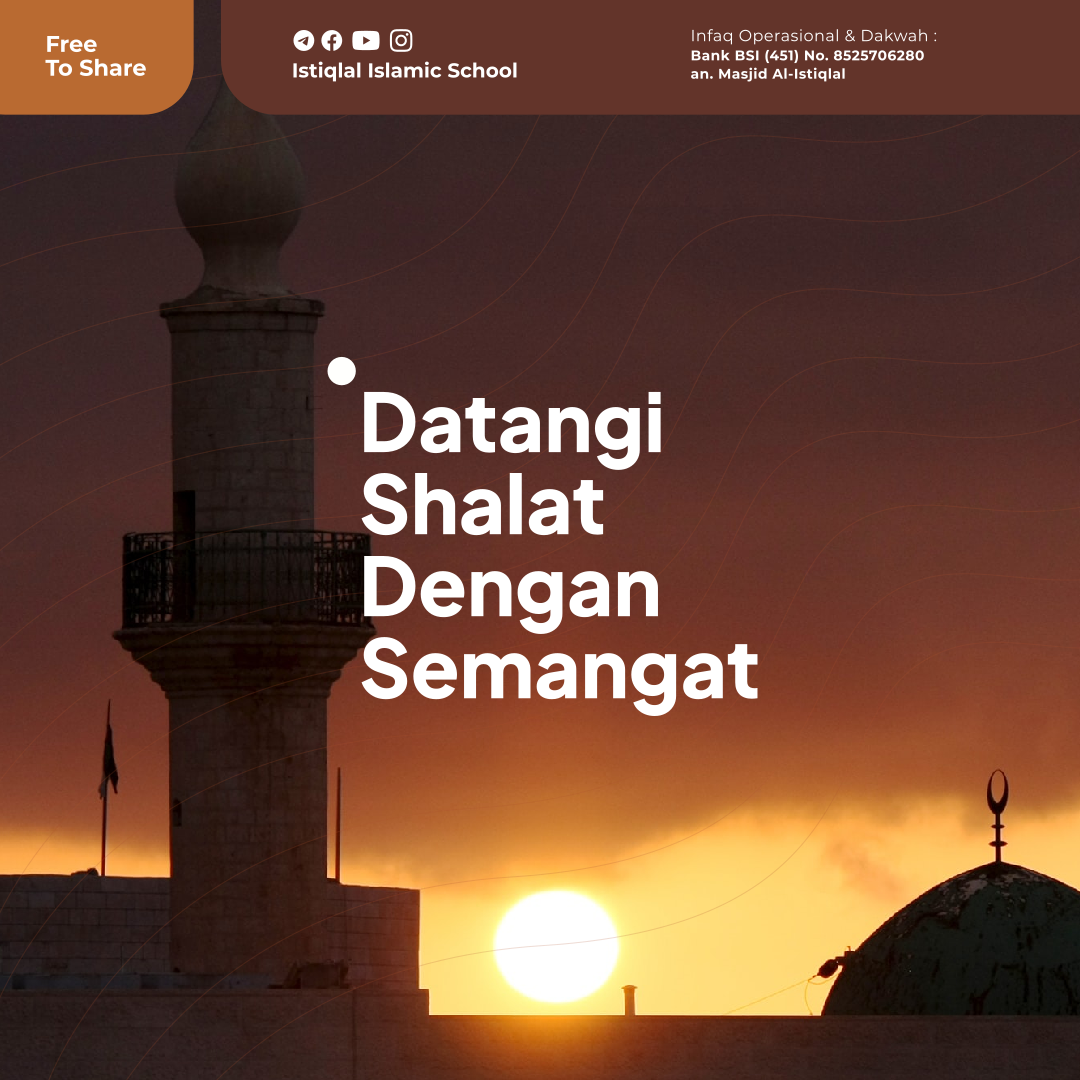 Free
To Share
Istiqlal Islamic School
Infaq Operasional & Dakwah :
Bank BSI (451) No. 8525706280
an. Masjid Al-Istiqlal
Datangi
Shalat
Dengan
Semangat